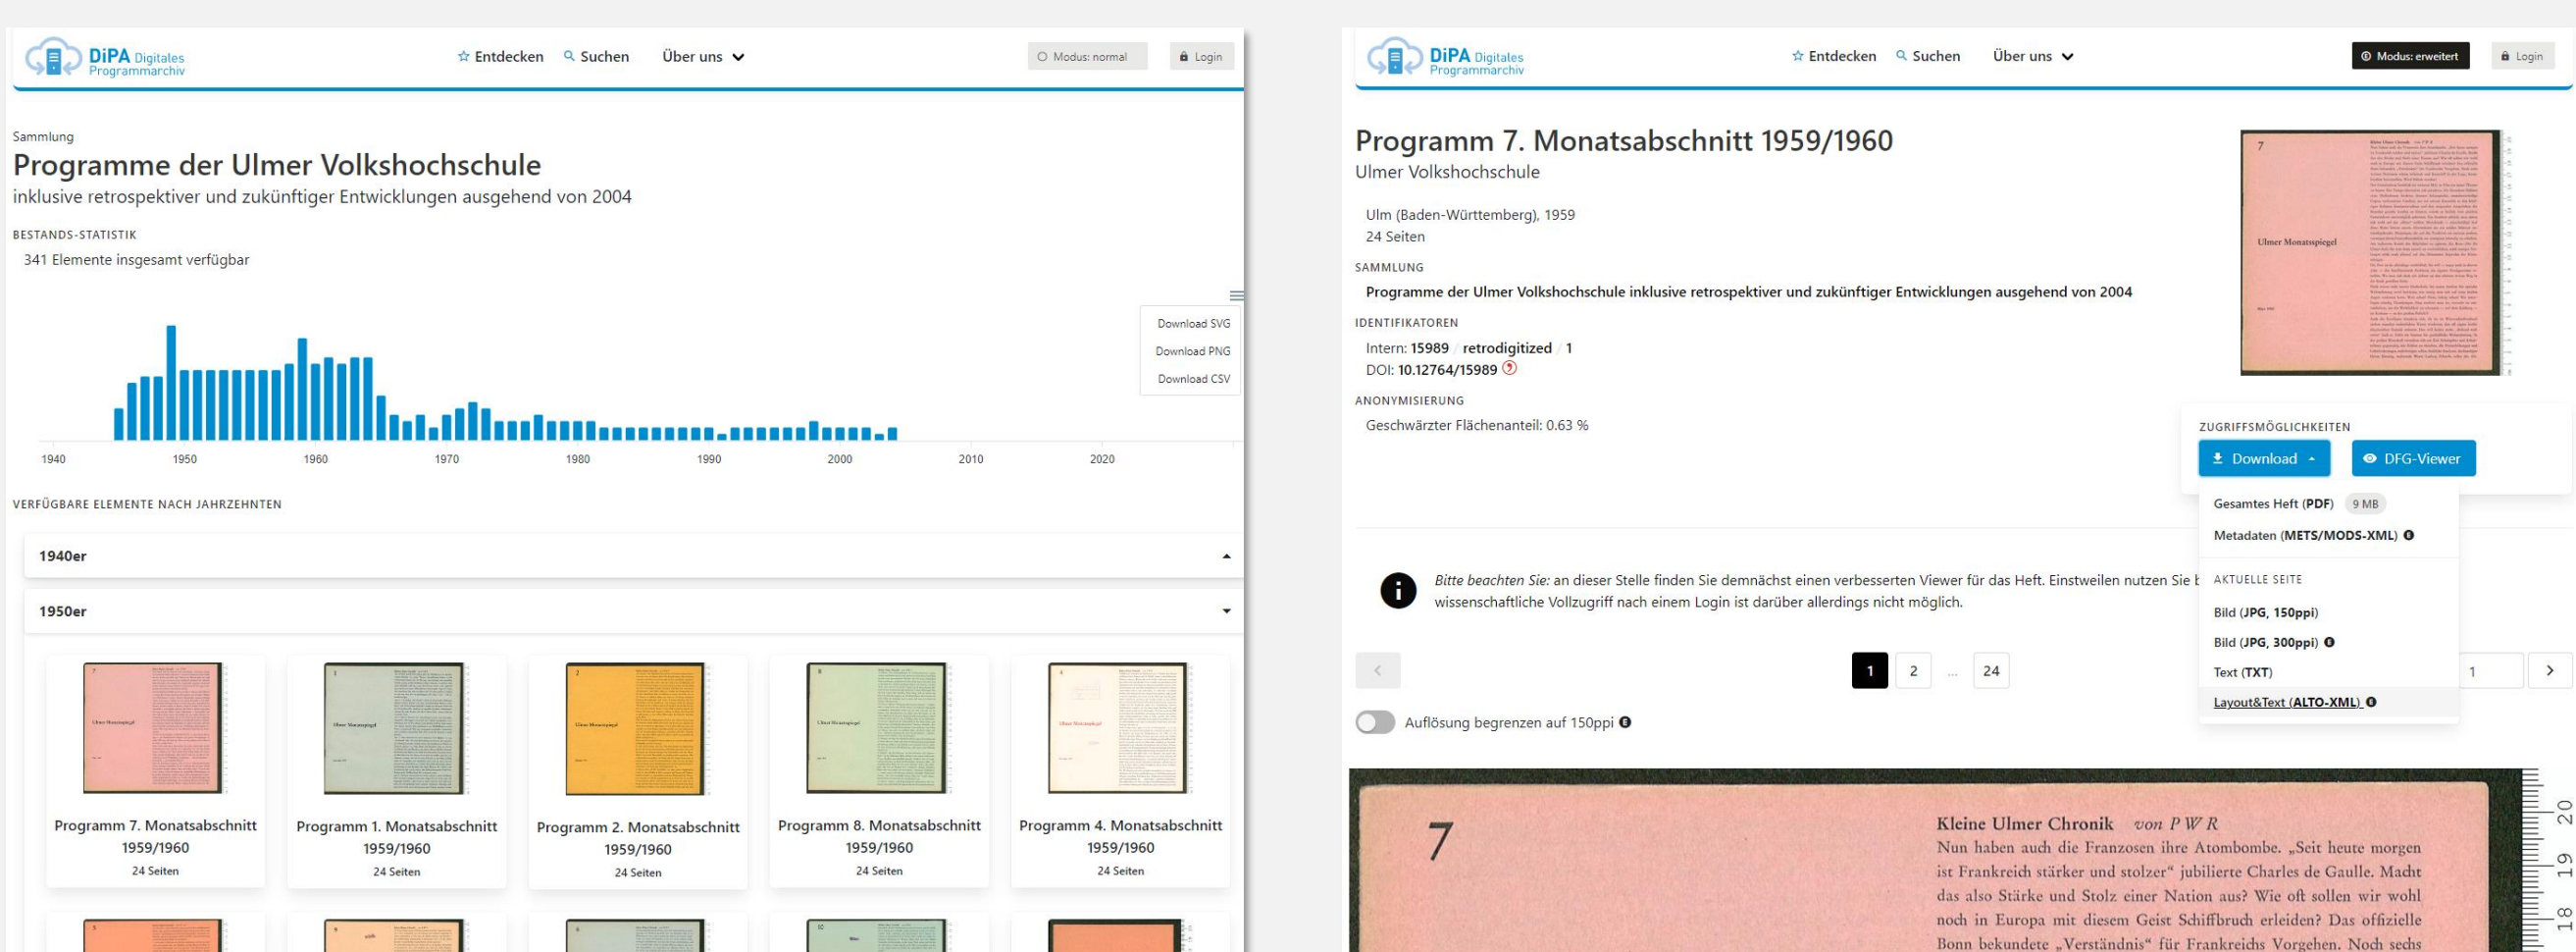 DiPA Digitales
Programmarchiv
Entdecken
Suchen
Über uns
Modus: normal
Login
Sammlung
Programme der Ulmer Volkshochschule
inklusive retrospektiver und zukünftiger Entwicklungen ausgehend von 2004
BESTANDS-STATISTIK
341 Elemente insgesamt verfügbar
Download SVG
Download PNG
Download CSV
1940 1950 1960 1970 1980 1990 2000 2010 2020
VERFÜGBARE ELEMENTE NACH JAHRZEHNTEN
1940er
1950er
Programm 7. Monatsabschnitt
1959/1960
24 Seiten
Programm 1. Monatsabschnitt
1959/1960
24 Seiten
Programm 2. Monatsabschnitt
1959/1960
24 Seiten
Programm 8. Monatsabschnitt
1959/1960
24 Seiten
Programm 4. Monatsabschnitt
1959/1960
24 Seiten
DiPA Digitales
Programmarchiv
Entdecken
Suchen
Über uns
Modus: erweitert
Login
Programm 7. Monatsabschnitt 1959/1960
Ulmer Volkshochschule
Ulm (Baden-Württemberg), 1959
24 Seiten
SAMMLUNG
Programme der Ulmer Volkshochschule inklusive retrospektiver und zukünftiger Entwicklungen ausgehend von 2004
IDENTIFIKATOREN
Intern: 15989 / retrodigitized / 1
DOI: 10.12764/15989
ANONYMISIERUNG
Geschwärzter Flächenanteil: 0.63 %
7
Ulmer Monatsspiegel
ZUGRIFFSMÖGLICHKEITEN
Download
DFG-Viewer
Gesamtes Heft (PDF) 9 MB
Metadaten (METS/MODS-XML) E
AKTUELLE SEITE
Bild (JPG, 150ppi)
Bild (JPG, 300ppi) E
Text (TXT)
Layout&Text (ALTO-XML) E
Bitte beachten Sie: an dieser Stelle finden Sie demnächst einen verbesserten Viewer für das Heft. Einstweilen nutzen Sie
wissenschaftliche Vollzugriff nach einem Login ist darüber allerdings nicht möglich.
1 2 ... 24
1
Auflösung begrenzen auf 150ppi E
7
Kleine Ulmer Chronik von P W R
Nun haben auch die Franzosen ihre Atombombe. „Seit heute morgen
ist Frankreich stärker und stolzer“ jubilierte Charles de Gaulle. Macht
das also Stärke und Stolz einer Nation aus? Wie oft sollen wir wohl
noch in Europa mit diesem Geist Schiffbruch erleiden? Das offizielle
Bonn bekundete „Verständnis“ für Frankreichs Vorgehen. Noch sechs
20
19
18